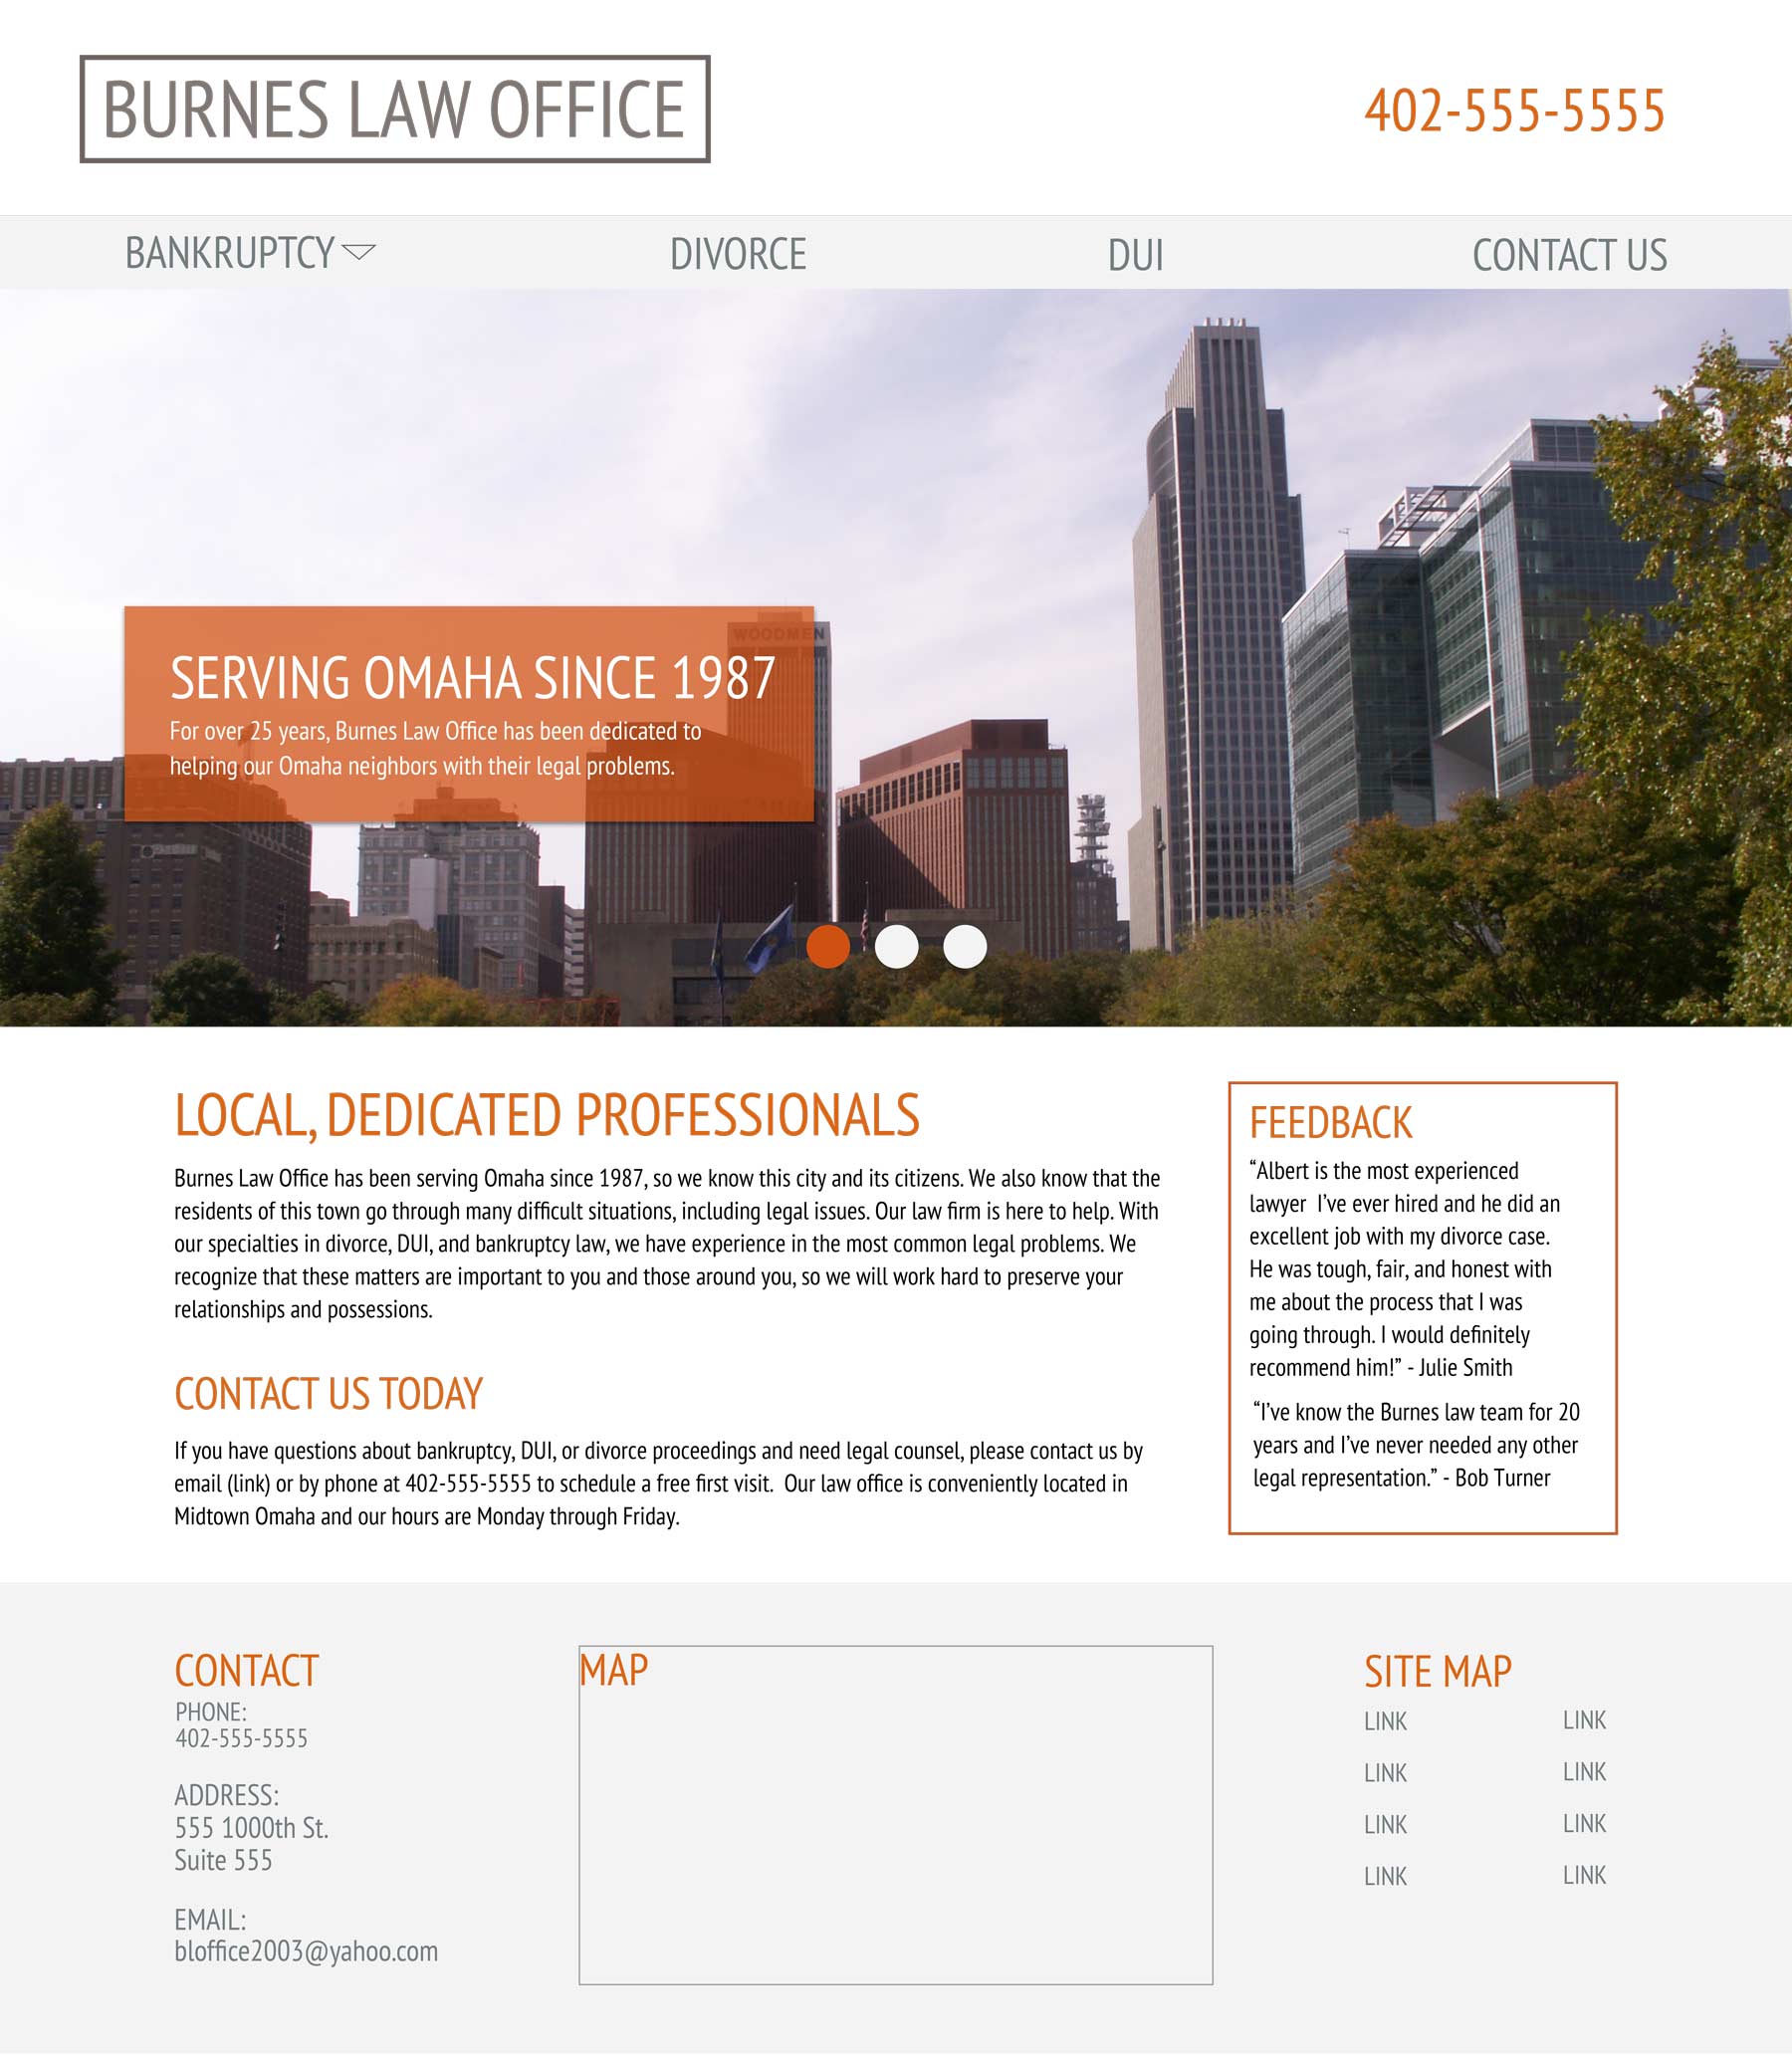 BURNES LAW OFFICE
402-555-5555
BANKRUPTCY
DIVORCE
DUI
CONTACT US
WOODMEN
SERVING OMAHA SINCE 1987
For over 25 years, Burnes Law Office has been dedicated to
helping our Omaha neighbors with their legal problems.
LOCAL, DEDICATED PROFESSIONALS
Burnes Law Office has been serving Omaha since 1987, so we know this city and its citizens. We also know that the
residents of this town go through many difficult situations, including legal issues. Our law firm is here to help. With
our specialties in divorce, DUI, and bankruptcy law, we have experience in the most common legal problems. We
recognize that these matters are important to you and those around you, so we will work hard to preserve your
relationships and possessions.
CONTACT US TODAY
If you have questions about bankruptcy, DUI, or divorce proceedings and need legal counsel, please contact us by
email (link) or by phone at 402-555-5555 to schedule a free first visit.  Our law office is conveniently located in
Midtown Omaha and our hours are Monday through Friday.
FEEDBACK
“Albert is the most experienced
lawyer  I’ve ever hired and he did an
excellent job with my divorce case.
He was tough, fair, and honest with
me about the process that I was
going through. I would definitely
recommend him!” - Julie Smith
“I’ve know the Burnes law team for 20
years and I’ve never needed any other
legal representation.” - Bob Turner
CONTACT
PHONE:
402-555-5555
ADDRESS:
555 1000th St.
Suite 555
EMAIL:
bloffice2003@yahoo.com
MAP
SITE MAP
LINK
LINK
LINK
LINK
LINK
LINK
LINK
LINK